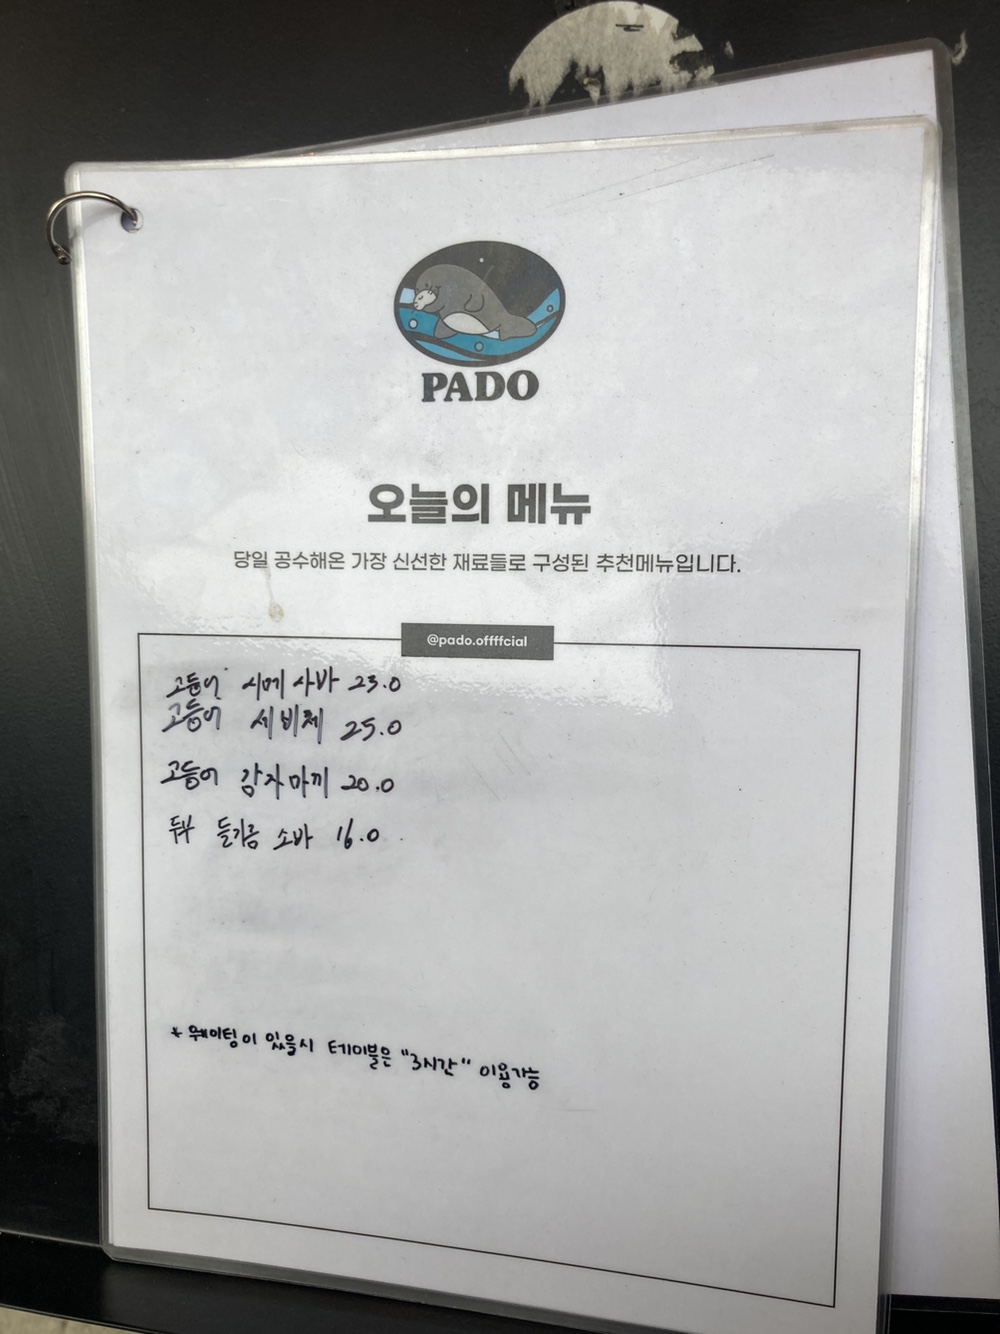 PADO
오늘의 메뉴
당일 공수해온 가장 신선한 재료들로 구성된 추천메뉴입니다.
@pado.offffcial
고등어 시메 사바 23.0
고등어 세비체 25.0
고등어 감자마끼 20.0
두부 들기름 소바 16.0
* 웨이팅이 있을시 테이블은 "3시간" 이용가능